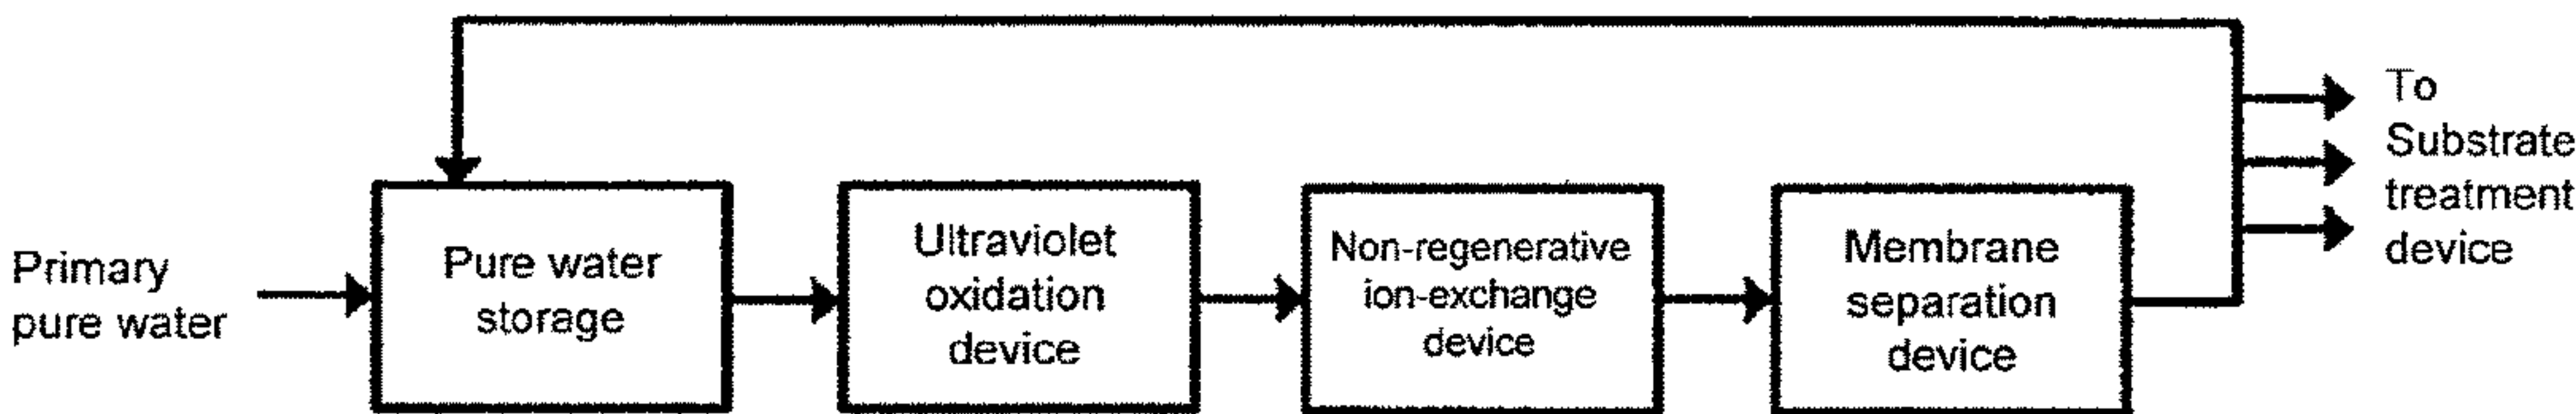 Primary
pure water
Pure water
storage
Ultraviolet
oxidation
device
Non-regenerative
ion-exchange
device
Membrane
separation
device
To
Substrate
treatment
device